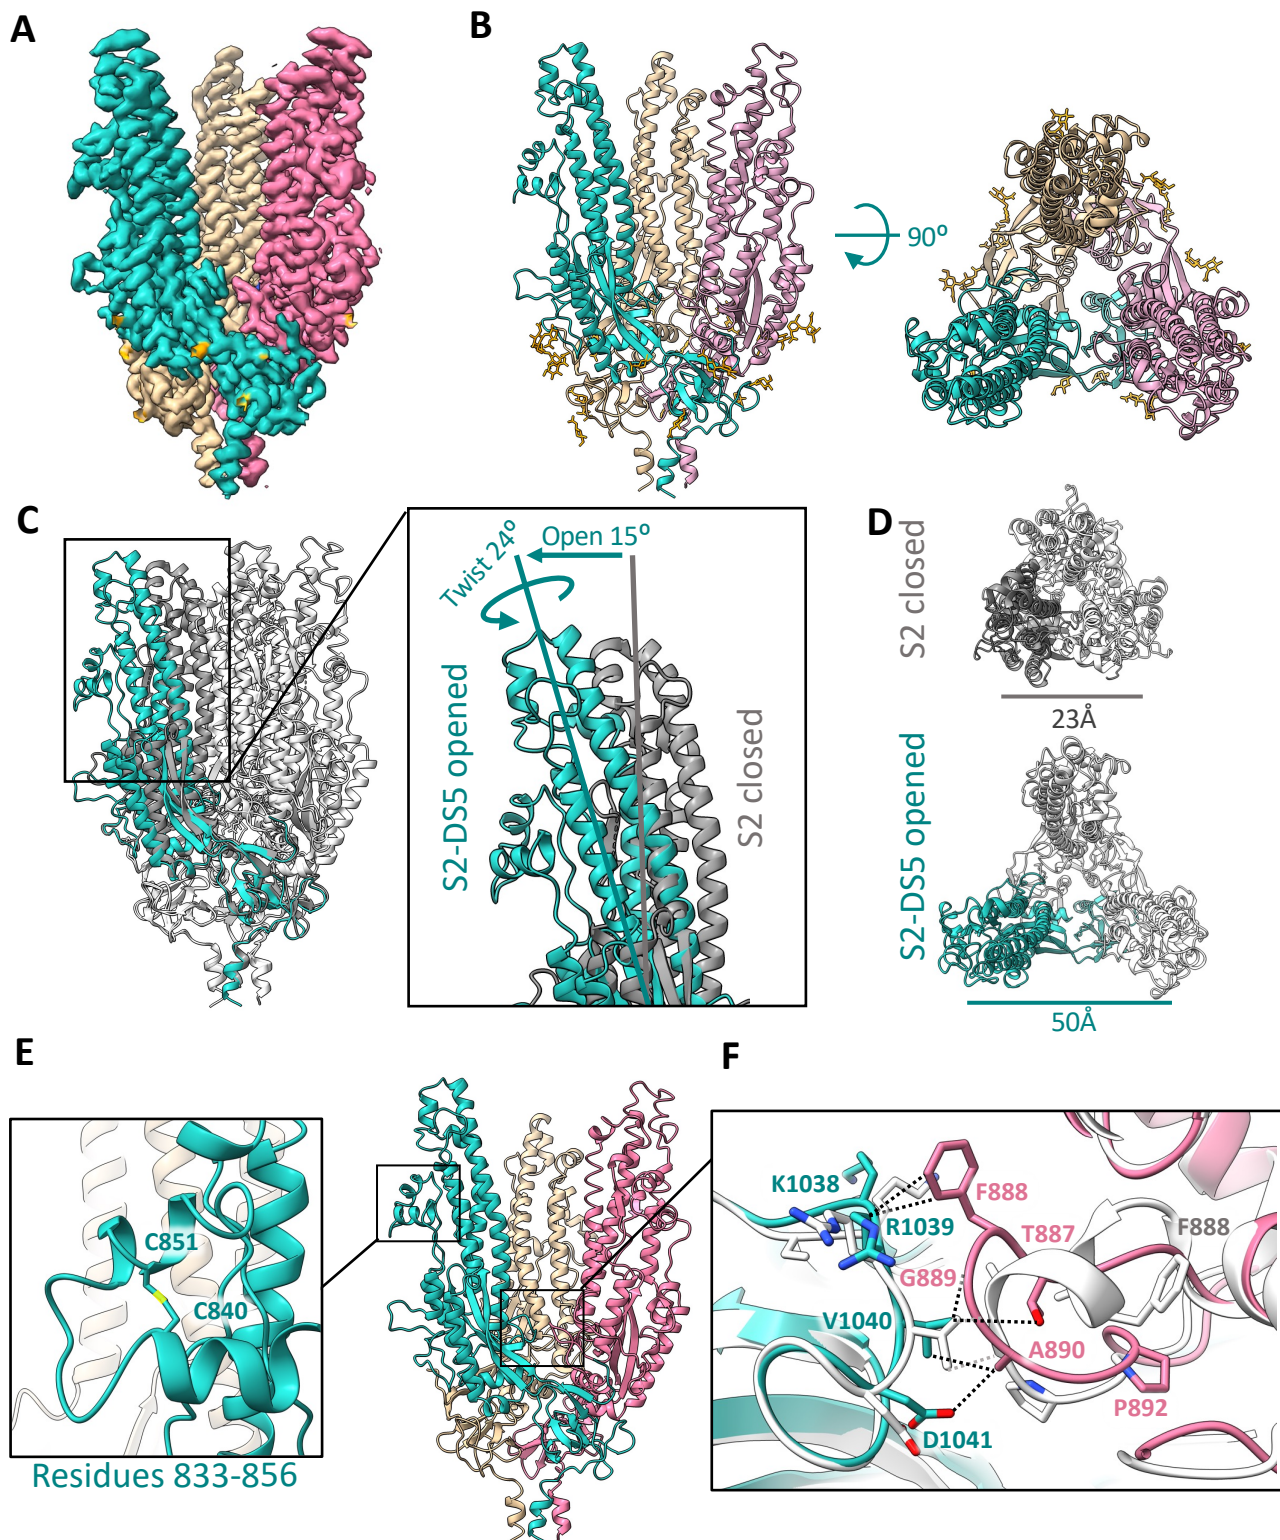 A
B
90°
C
Twist 24°
Open 15°
S2-DS5 opened
S2 closed
D
S2 closed
23Å
S2-DS5 opened
50Å
E
C851
C840
Residues 833-856
F
K1038
F888
R1039
T887
F888
G889
V1040
A890
P892
D1041